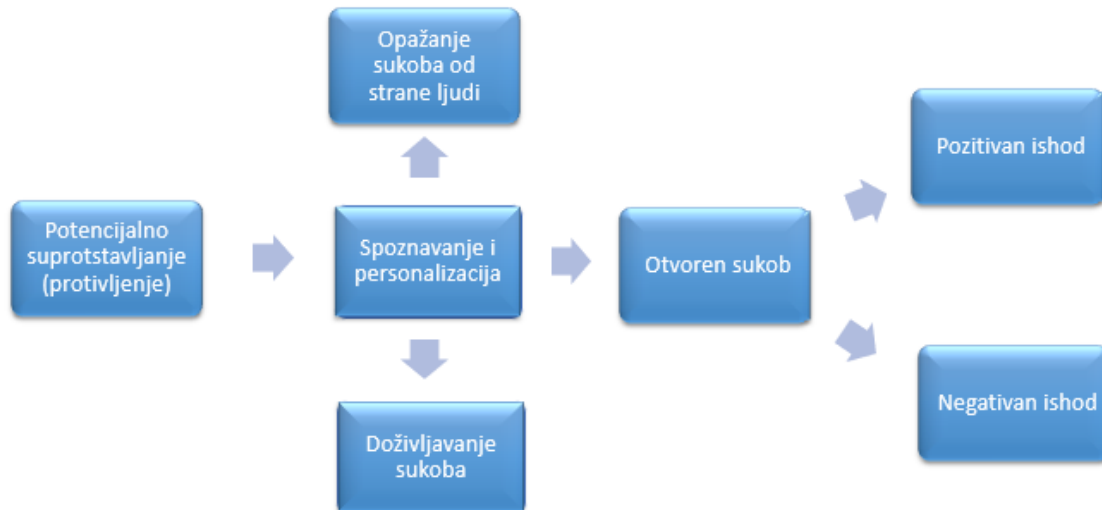 Opažanje
sukoba od
strane ljudi
Potencijalno
suprotstavljanje
(protivljenje)
Spoznavanje i
personalizacija
Doživljavanje
sukoba
Otvoren sukob
Pozitivan ishod
Negativan ishod